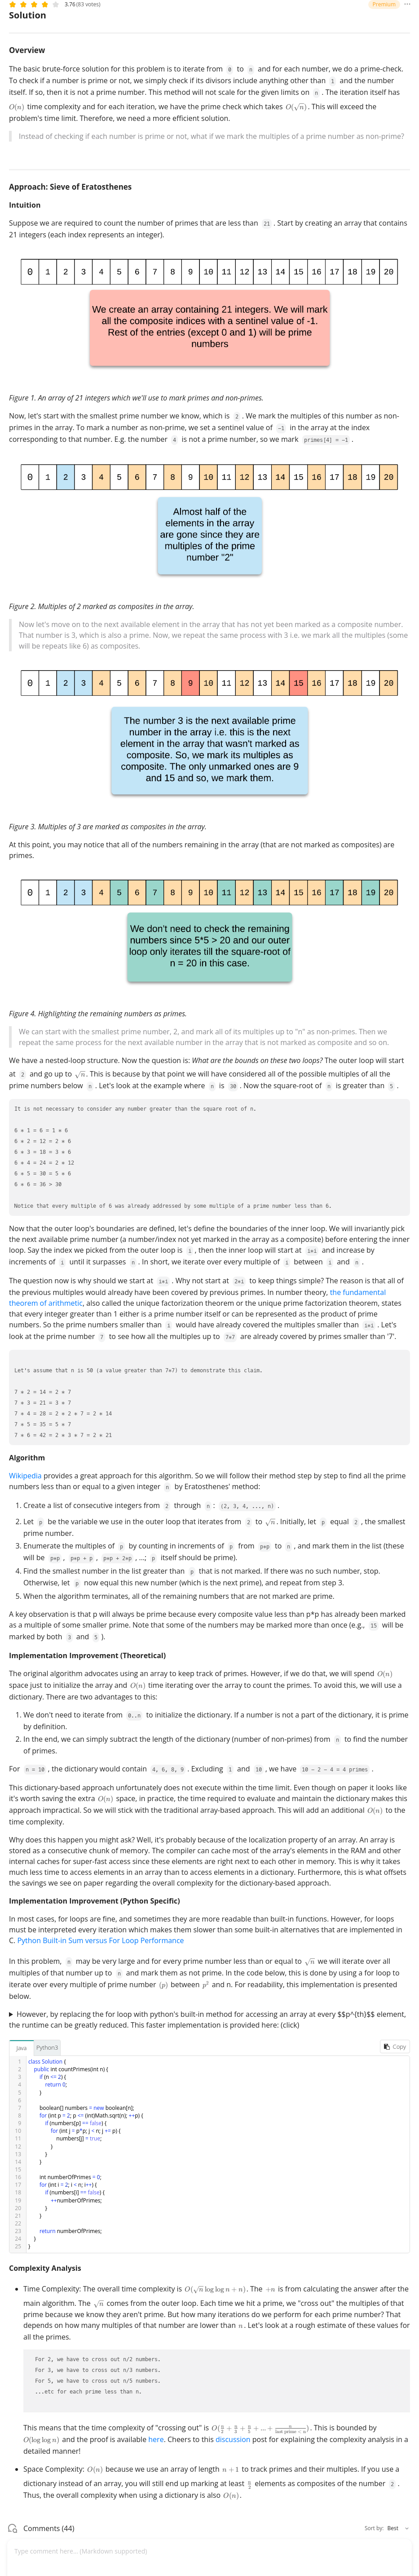 3.76 (83 votes)
Premium
Solution
Overview
The basic brute-force solution for this problem is to iterate from 0 to n and for each number, we do a prime-check.
To check if a number is prime or not, we simply check if its divisors include anything other than 1 and the number
itself. If so, then it is not a prime number. This method will not scale for the given limits on n . The iteration itself has
O(n) time complexity and for each iteration, we have the prime check which takes O(√n). This will exceed the
problem's time limit. Therefore, we need a more efficient solution.
Instead of checking if each number is prime or not, what if we mark the multiples of a prime number as non-prime?
Approach: Sieve of Eratosthenes
Intuition
Suppose we are required to count the number of primes that are less than 21 . Start by creating an array that contains
21 integers (each index represents an integer).
0 1 2 3 4 5 6 7 8 9 10 11 12 13 14 15 16 17 18 19 20
We create an array containing 21 integers. We will mark
all the composite indices with a sentinel value of -1.
Rest of the entries (except 0 and 1) will be prime
numbers
Figure 1. An array of 21 integers which we'll use to mark primes and non-primes.
Now, let's start with the smallest prime number we know, which is 2 . We mark the multiples of this number as non-
primes in the array. To mark a number as non-prime, we set a sentinel value of -1 in the array at the index
corresponding to that number. E.g. the number 4 is not a prime number, so we mark primes[4] = -1 .
0 1 2 3 4 5 6 7 8 9 10 11 12 13 14 15 16 17 18 19 20
Almost half of the
elements in the array
are gone since they are
multiples of the prime
number "2"
Figure 2. Multiples of 2 marked as composites in the array.
Now let's move on to the next available element in the array that has not yet been marked as a composite number.
That number is 3, which is also a prime. Now, we repeat the same process with 3 i.e. we mark all the multiples (some
will be repeats like 6) as composites.
0 1 2 3 4 5 6 7 8 9 10 11 12 13 14 15 16 17 18 19 20
The number 3 is the next available prime
number in the array i.e. this is the next
element in the array that wasn't marked as
composite. So, we mark its multiples as
composite. The only unmarked ones are 9
and 15 and so, we mark them.
Figure 3. Multiples of 3 are marked as composites in the array.
At this point, you may notice that all of the numbers remaining in the array (that are not marked as composites) are
primes.
0 1 2 3 4 5 6 7 8 9 10 11 12 13 14 15 16 17 18 19 20
We don't need to check the remaining
numbers since 5*5 > 20 and our outer
loop only iterates till the square-root of
n = 20 in this case.
Figure 4. Highlighting the remaining numbers as primes.
We can start with the smallest prime number, 2, and mark all of its multiples up to "n" as non-primes. Then we
repeat the same process for the next available number in the array that is not marked as composite and so on.
We have a nested-loop structure. Now the question is: What are the bounds on these two loops? The outer loop will start
at 2 and go up to √n. This is because by that point we will have considered all of the possible multiples of all the
prime numbers below n . Let's look at the example where n is 30 . Now the square-root of n is greater than 5 .
It is not necessary to consider any number greater than the square root of n.
6 * 1 = 6 = 1 * 6
6 * 2 = 12 = 2 * 6
6 * 3 = 18 = 3 * 6
6 * 4 = 24 = 2 * 12
6 * 5 = 30 = 5 * 6
6 * 6 = 36 > 30
Notice that every multiple of 6 was already addressed by some multiple of a prime number less than 6.
Now that the outer loop's boundaries are defined, let's define the boundaries of the inner loop. We will invariantly pick
the next available prime number (a number/index not yet marked in the array as a composite) before entering the inner
loop. Say the index we picked from the outer loop is i , then the inner loop will start at i*i and increase by
increments of i until it surpasses n . In short, we iterate over every multiple of i between i and n .
The question now is why should we start at i*i . Why not start at 2*i to keep things simple? The reason is that all of
the previous multiples would already have been covered by previous primes. In number theory, the fundamental
theorem of arithmetic, also called the unique factorization theorem or the unique prime factorization theorem, states
that every integer greater than 1 either is a prime number itself or can be represented as the product of prime
numbers. So the prime numbers smaller than i would have already covered the multiples smaller than i*i . Let's
look at the prime number 7 to see how all the multiples up to 7*7 are already covered by primes smaller than '7'.
Let's assume that n is 50 (a value greater than 7*7) to demonstrate this claim.
7 * 2 = 14 = 2 * 7
7 * 3 = 21 = 3 * 7
7 * 4 = 28 = 2 * 2 * 7 = 2 * 14
7 * 5 = 35 = 5 * 7
7 * 6 = 42 = 2 * 3 * 7 = 2 * 21
Algorithm
Wikipedia provides a great approach for this algorithm. So we will follow their method step by step to find all the prime
numbers less than or equal to a given integer n by Eratosthenes' method:
1. Create a list of consecutive integers from 2 through n : (2, 3, 4, ..., n) .
2. Let p be the variable we use in the outer loop that iterates from 2 to √n. Initially, let p equal 2 , the smallest
prime number.
3. Enumerate the multiples of p by counting in increments of p from p*p to n , and mark them in the list (these
will be p*p , p*p + p , p*p + 2*p , ...; p itself should be prime).
4. Find the smallest number in the list greater than p that is not marked. If there was no such number, stop.
Otherwise, let p now equal this new number (which is the next prime), and repeat from step 3.
5. When the algorithm terminates, all of the remaining numbers that are not marked are prime.
A key observation is that p will always be prime because every composite value less than p*p has already been marked
as a multiple of some smaller prime. Note that some of the numbers may be marked more than once (e.g., 15 will be
marked by both 3 and 5 ).
Implementation Improvement (Theoretical)
The original algorithm advocates using an array to keep track of primes. However, if we do that, we will spend O(n)
space just to initialize the array and O(n) time iterating over the array to count the primes. To avoid this, we will use a
dictionary. There are two advantages to this:
1. We don't need to iterate from 0..n to initialize the dictionary. If a number is not a part of the dictionary, it is prime
by definition.
2. In the end, we can simply subtract the length of the dictionary (number of non-primes) from n to find the number
of primes.
For n = 10 , the dictionary would contain 4, 6, 8, 9 . Excluding 1 and 10 , we have 10 - 2 - 4 = 4 primes .
This dictionary-based approach unfortunately does not execute within the time limit. Even though on paper it looks like
it's worth saving the extra O(n) space, in practice, the time required to evaluate and maintain the dictionary makes this
approach impractical. So we will stick with the traditional array-based approach. This will add an additional O(n) to the
time complexity.
Why does this happen you might ask? Well, it's probably because of the localization property of an array. An array is
stored as a consecutive chunk of memory. The compiler can cache most of the array's elements in the RAM and other
internal caches for super-fast access since these elements are right next to each other in memory. This is why it takes
much less time to access elements in an array than it does to access elements in a dictionary. Furthermore, this is what offsets
the savings we see on paper regarding the overall complexity for the dictionary-based approach.
Implementation Improvement (Python Specific)
In most cases, for loops are fine, and sometimes they are more readable than built-in functions. However, for loops
must be interpreted every iteration which makes them slower than some built-in alternatives that are implemented in
C. Python Built-in Sum versus For Loop Performance
In this problem, n may be very large and for every prime number less than or equal to √n we will iterate over all
multiples of that number up to n and mark them as not prime. In the code below, this is done by using a for loop to
iterate over every multiple of prime number (p) between p² and n. For readability, this implementation is presented
below.
However, by replacing the for loop with python's built-in method for accessing an array at every $$p^{th}$$ element,
the runtime can be greatly reduced. This faster implementation is provided here: (click)
Java Python3 Copy
1 class Solution {
2 public int countPrimes(int n) {
3 if (n <= 2) {
4 return 0;
5 }
6
7 boolean[] numbers = new boolean[n];
8 for (int p = 2; p <= (int)Math.sqrt(n); ++p) {
9 if (numbers[p] == false) {
10 for (int j = p*p; j < n; j += p) {
11 numbers[j] = true;
12 }
13 }
14 }
15
16 int numberOfPrimes = 0;
17 for (int i = 2; i < n; i++) {
18 if (numbers[i] == false) {
19 ++numberOfPrimes;
20 }
21 }
22
23 return numberOfPrimes;
24 }
25 }
Complexity Analysis
• Time Complexity: The overall time complexity is O(√n log log n + n). The +n is from calculating the answer after the
main algorithm. The √n comes from the outer loop. Each time we hit a prime, we "cross out" the multiples of that
prime because we know they aren't prime. But how many iterations do we perform for each prime number? That
depends on how many multiples of that number are lower than n. Let's look at a rough estimate of these values for
all the primes.
For 2, we have to cross out n/2 numbers.
For 3, we have to cross out n/3 numbers.
For 5, we have to cross out n/5 numbers.
...etc for each prime less than n.
This means that the time complexity of "crossing out" is O(n/2 + n/3 + n/5 + ... + n/last prime < n). This is bounded by
O(log log n) and the proof is available here. Cheers to this discussion post for explaining the complexity analysis in a
detailed manner!
• Space Complexity: O(n) because we use an array of length n + 1 to track primes and their multiples. If you use a
dictionary instead of an array, you will still end up marking at least n/2 elements as composites of the number 2 .
Thus, the overall complexity when using a dictionary is also O(n).
Comments (44)
Sort by: Best
Type comment here... (Markdown supported)